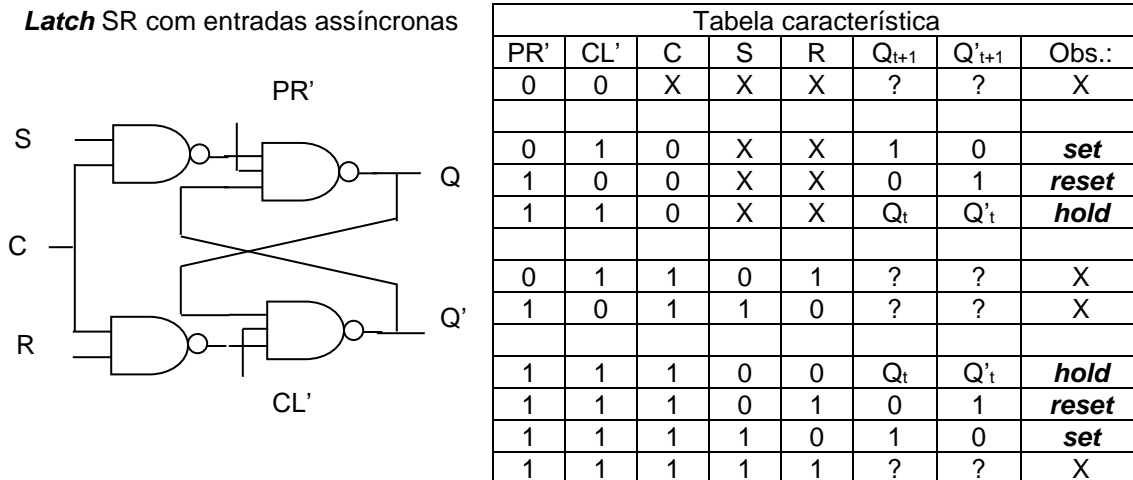 Latch SR com entradas assíncronas
PR'
S
Q
C
Q'
R
CL'
Tabela característica
PR' CL' C S R Qt+1 Q't+1 Obs.:
0 0 X X X ? ? X
0 1 0 X X 1 0 set
1 0 0 X X 0 1 reset
1 1 0 X X Qt Q't hold
0 1 1 0 1 ? ? X
1 0 1 1 0 ? ? X
1 1 1 0 0 Qt Q't hold
1 1 1 0 1 0 1 reset
1 1 1 1 0 1 0 set
1 1 1 1 1 ? ? X